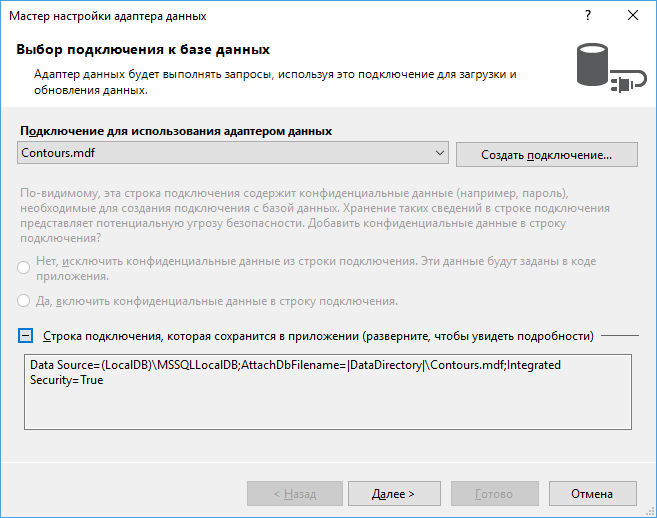 Мастер настройки адаптера данных
?
Выбор подключения к базе данных
Адаптер данных будет выполнять запросы, используя это подключение для загрузки и
обновления данных.
Подключение для использования адаптером данных
Contours.mdf
Создать подключение...
По-видимому, эта строка подключения содержит конфиденциальные данные (например, пароль),
необходимые для создания подключения с базой данных. Хранение таких сведений в строке подключения
представляет потенциальную угрозу безопасности. Добавить конфиденциальные данные в строку
подключения?
Нет, исключить конфиденциальные данные из строки подключения. Эти данные будут заданы в коде
приложения.
Да, включить конфиденциальные данные в строку подключения.
Строка подключения, которая сохранится в приложении (разверните, чтобы увидеть подробности)
Data Source=(LocalDB)\MSSQLLocalDB;AttachDbFilename=|DataDirectory|\Contours.mdf;Integrated
Security=True
< Назад
Далее >
Готово
Отмена